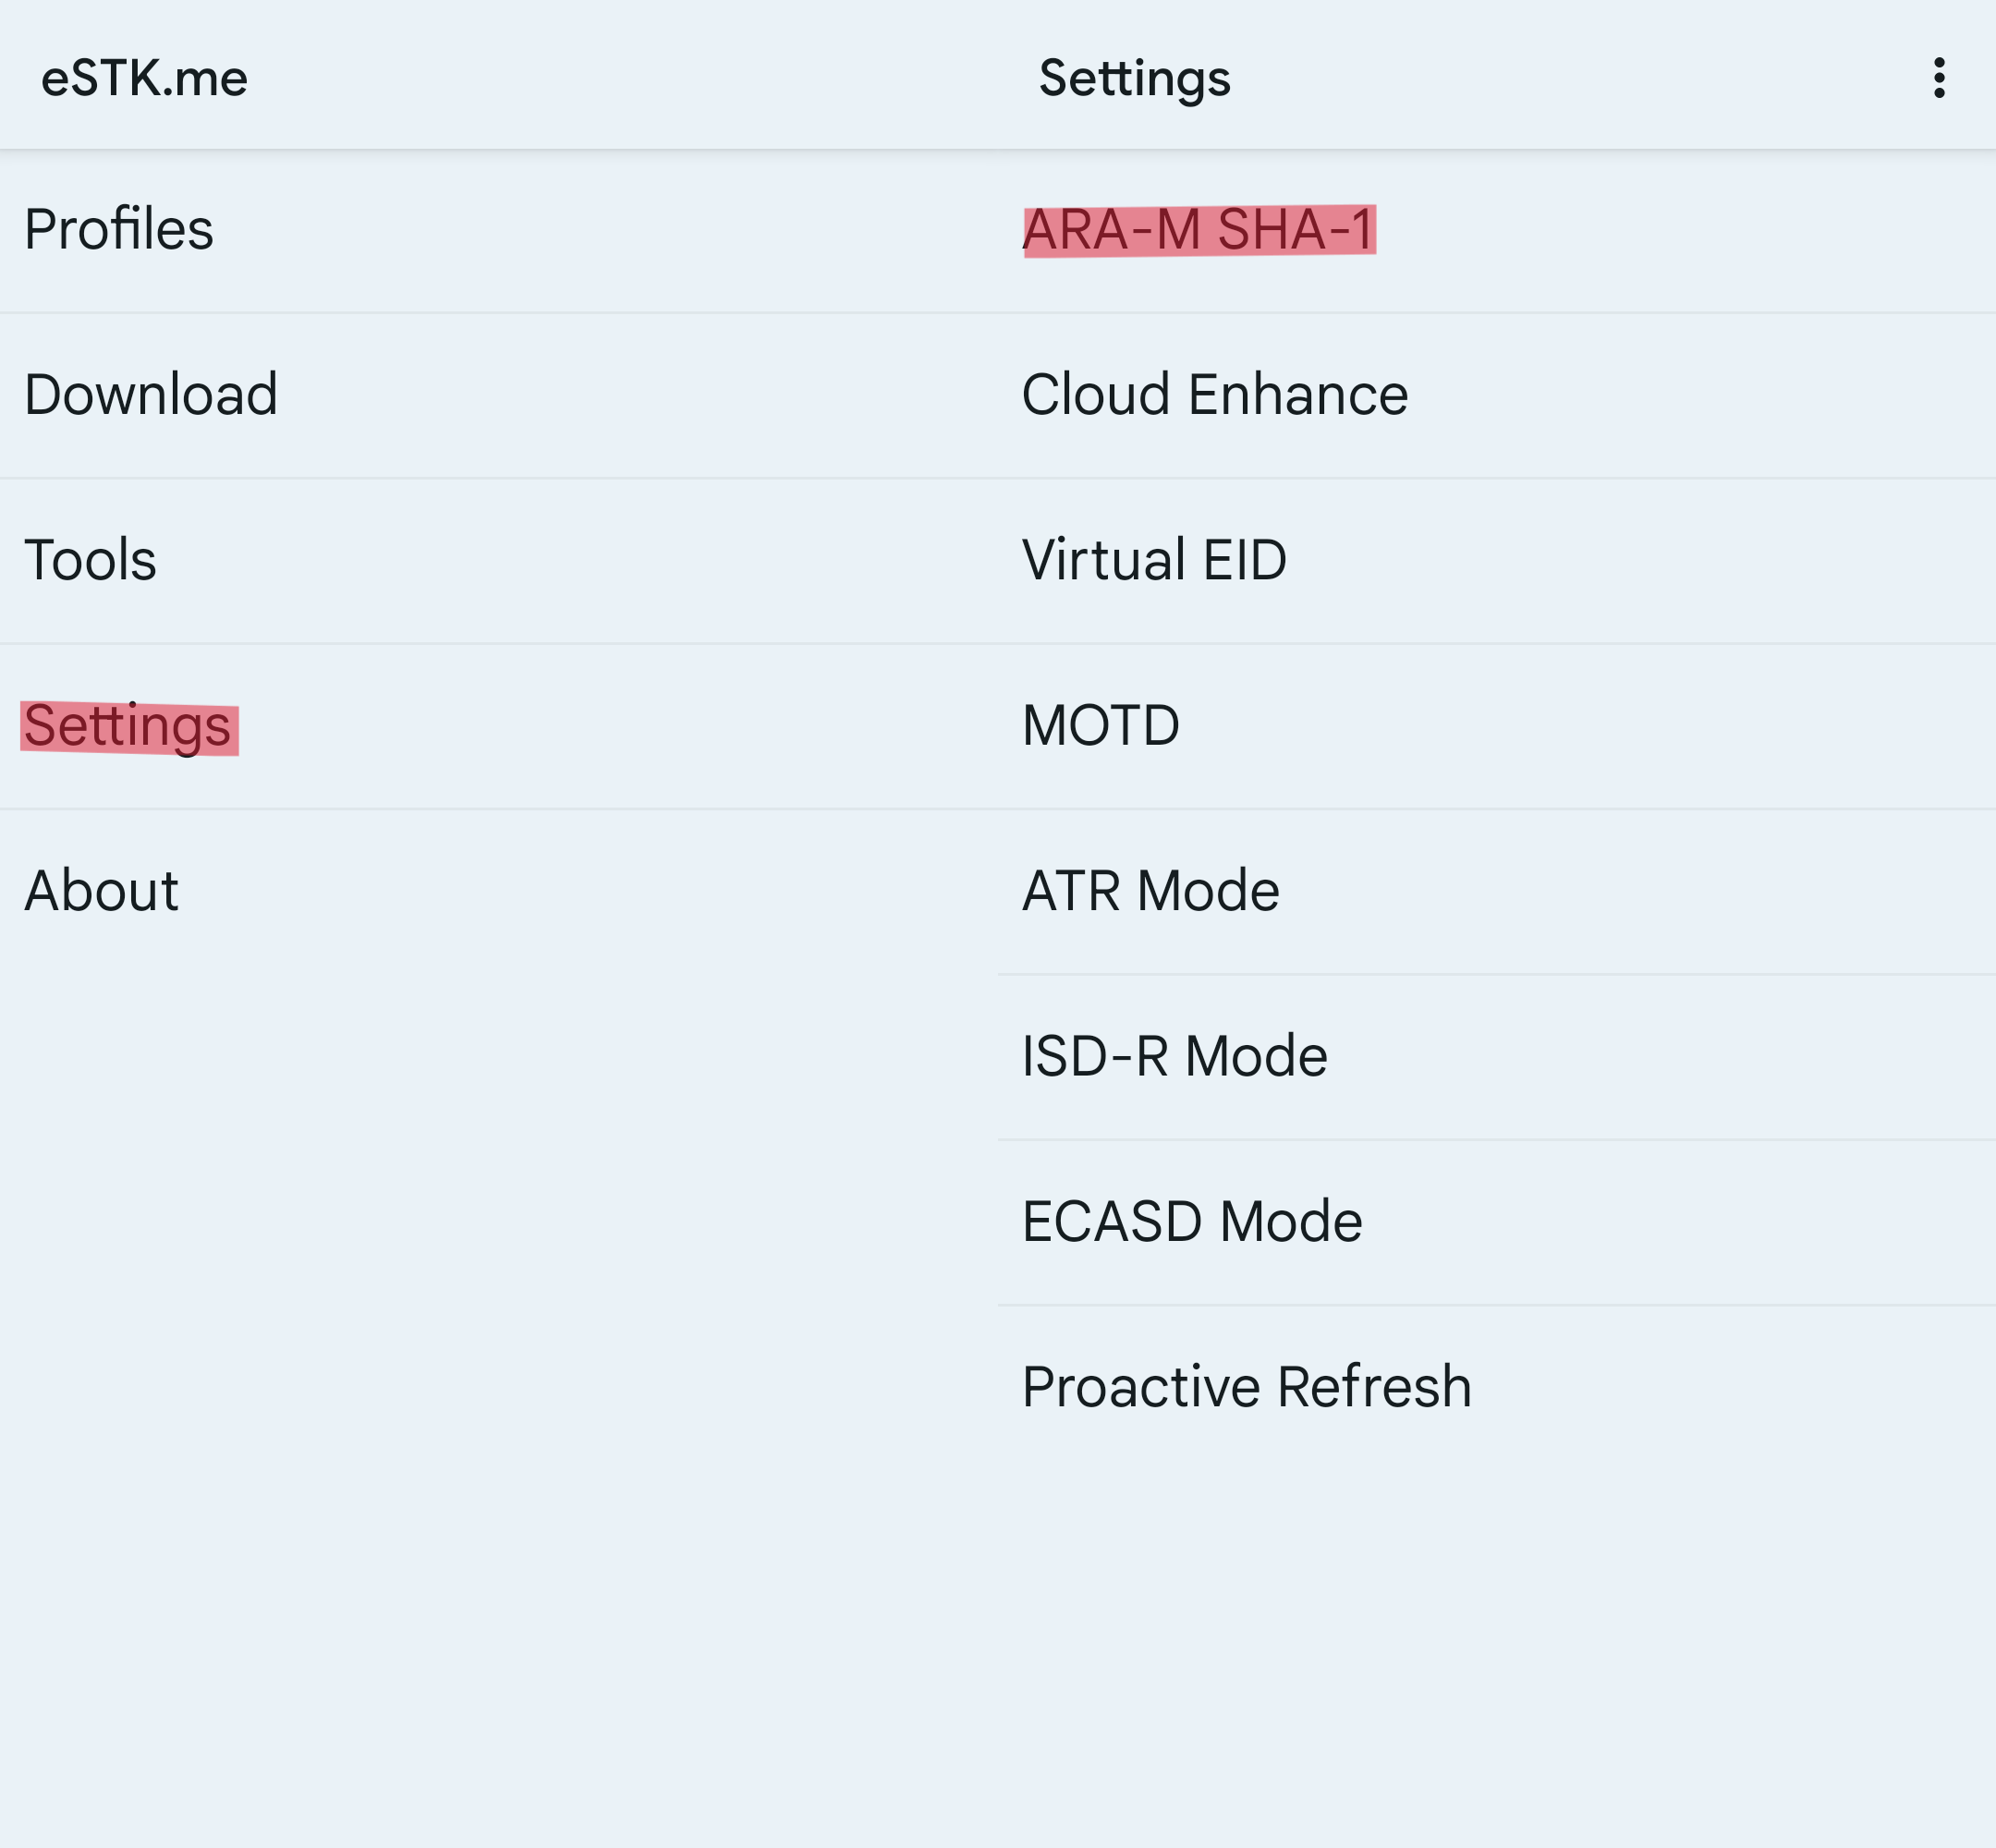 eSTK.me
Profiles
Download
Tools
Settings
About
Settings
ARA-M SHA-1
Cloud Enhance
Virtual EID
MOTD
ATR Mode
ISD-R Mode
ECASD Mode
Proactive Refresh